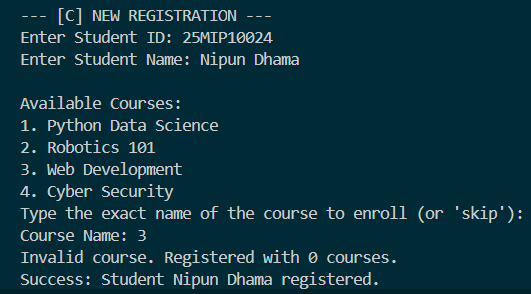 --- [C] NEW REGISTRATION ---
Enter Student ID: 25MIP10024
Enter Student Name: Nipun Dhama
Available Courses:
1. Python Data Science
2. Robotics 101
3. Web Development
4. Cyber Security
Type the exact name of the course to enroll (or 'skip'):
Course Name: 3
Invalid course. Registered with 0 courses.
Success: Student Nipun Dhama registered.